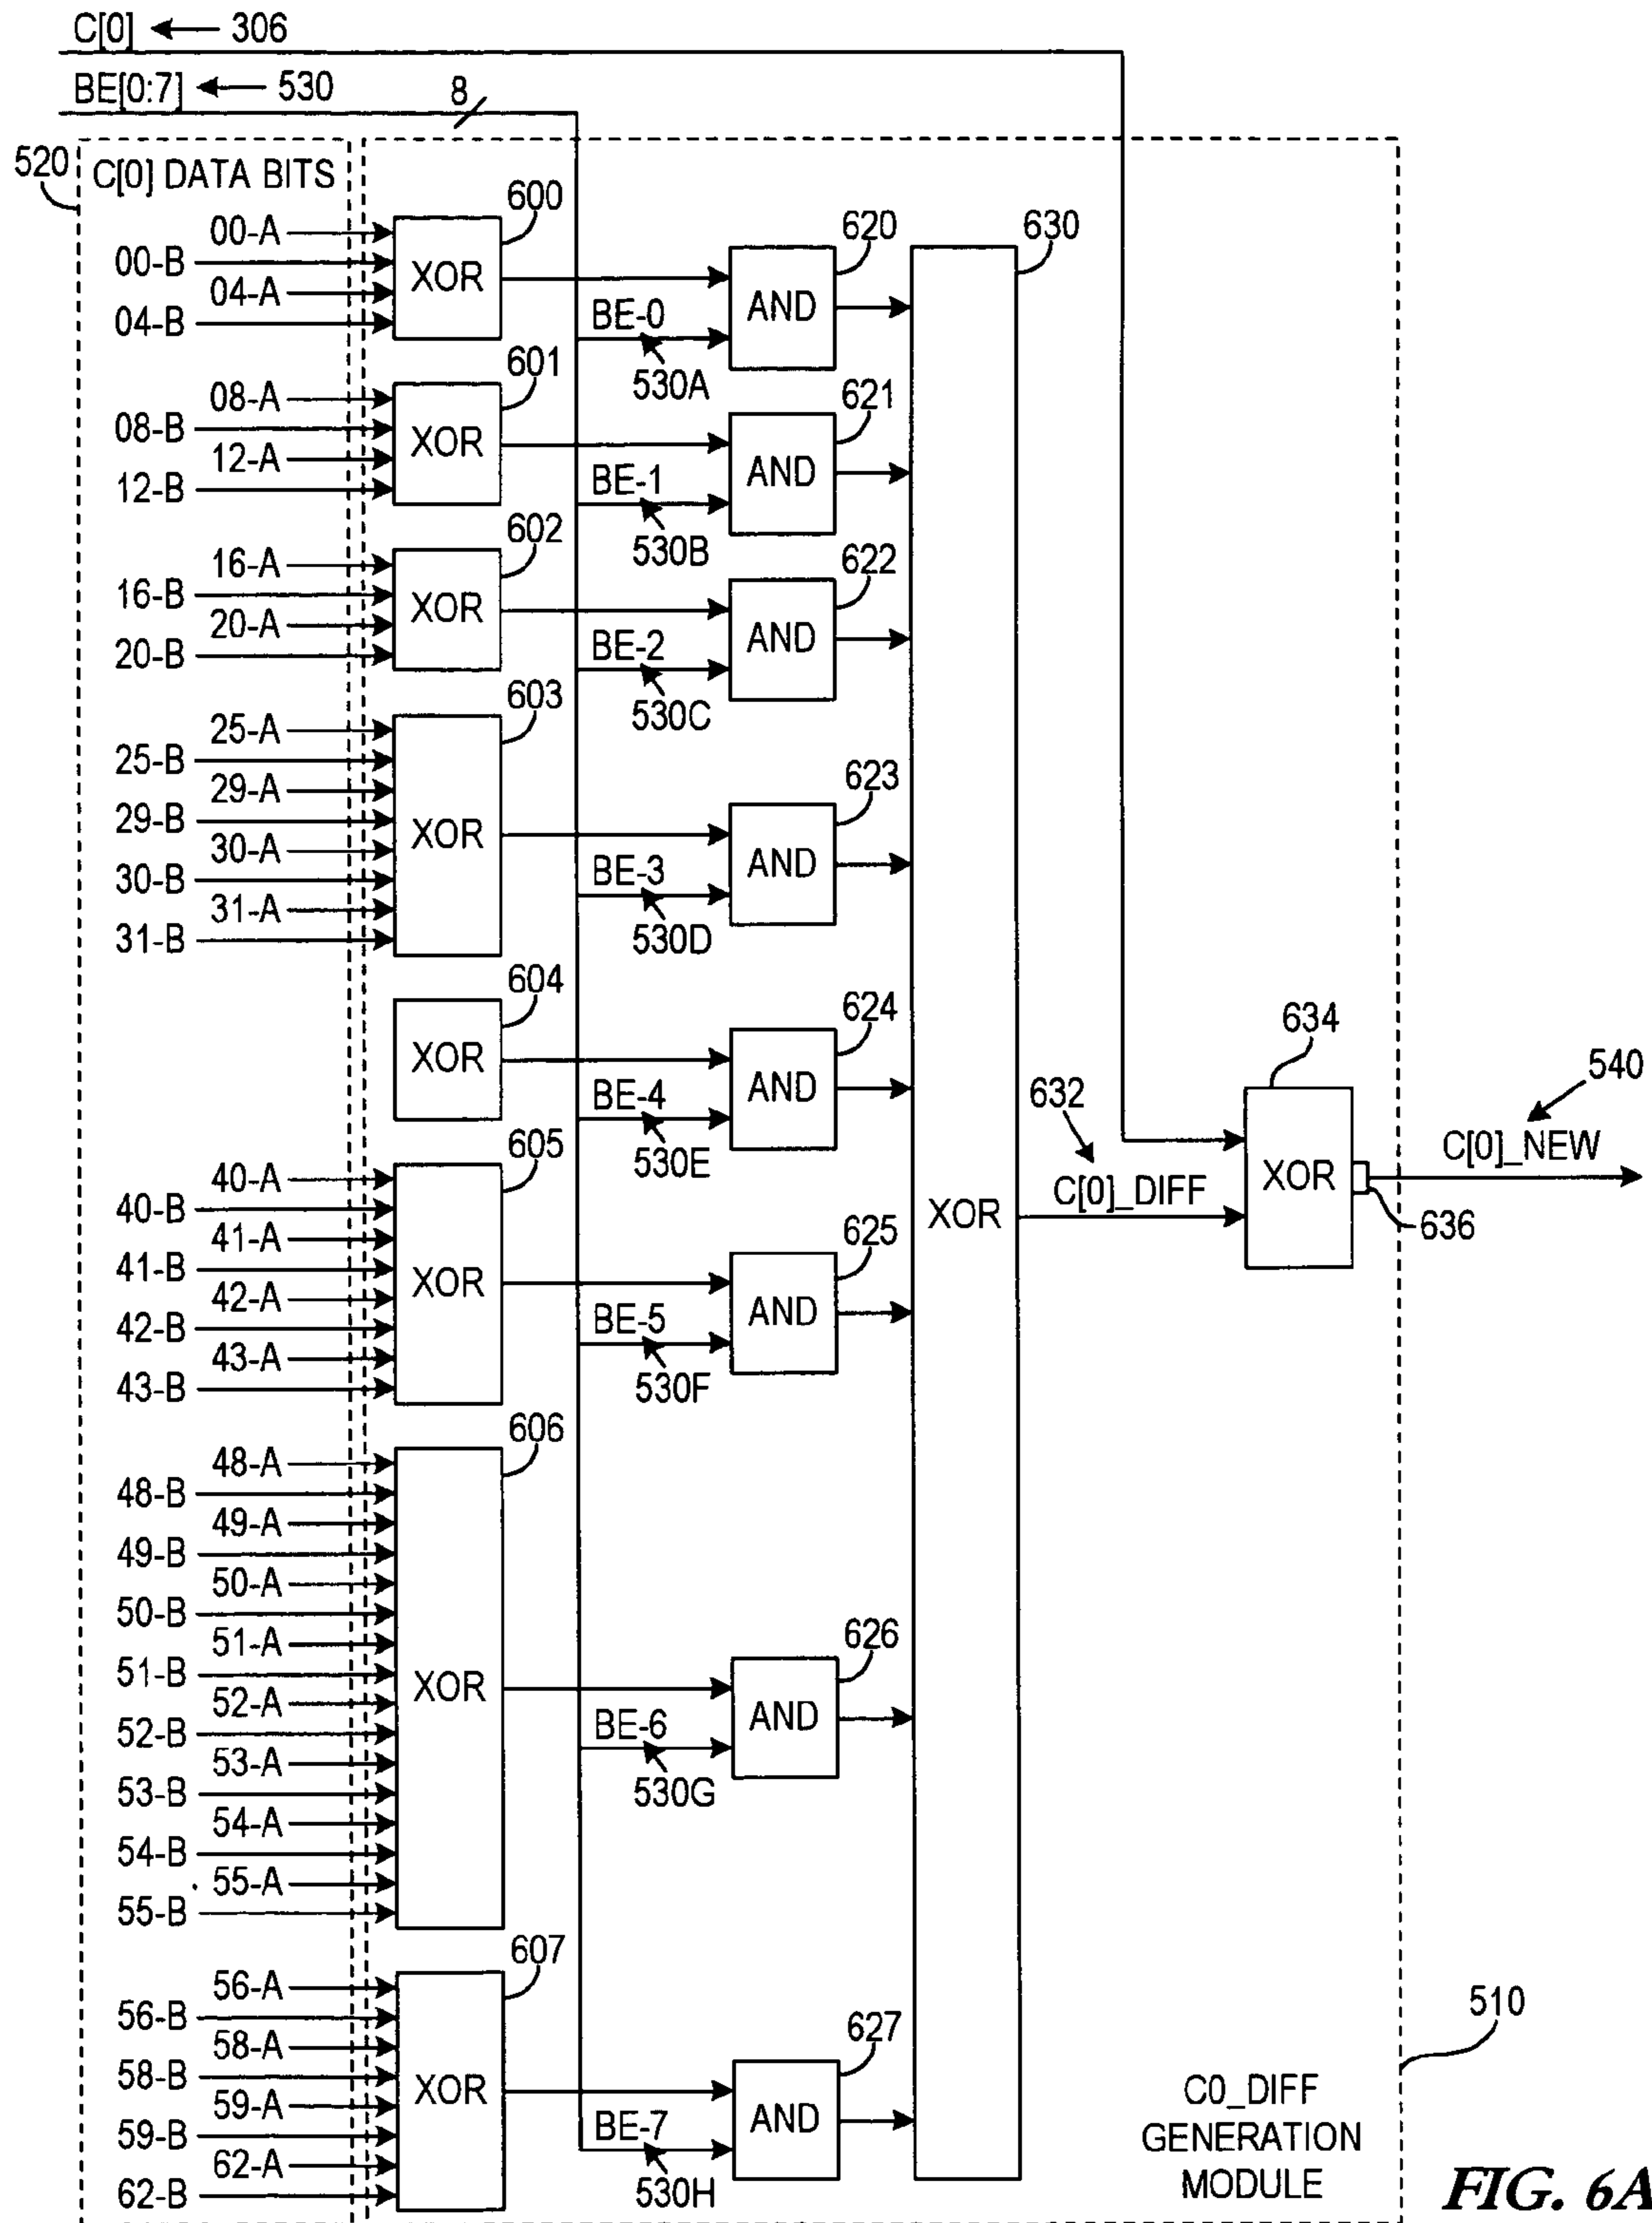 C[0] 306
BE[0:7] 530
8
520
C[0] DATA BITS
00-A
00-B
04-A
04-B
XOR
600
BE-0
530A
AND
620
630
08-A
08-B
12-A
12-B
XOR
601
BE-1
530B
AND
621
16-A
16-B
20-A
20-B
XOR
602
BE-2
530C
AND
622
25-A
25-B
29-A
29-B
30-A
30-B
31-A
31-B
XOR
603
BE-3
530D
AND
623
XOR
604
BE-4
530E
AND
624
40-A
40-B
41-A
41-B
42-A
42-B
43-A
43-B
XOR
605
BE-5
530F
AND
625
XOR
632
C[0]_DIFF
634
XOR
636
540
C[0]_NEW
48-A
48-B
49-A
49-B
50-A
50-B
51-A
51-B
52-A
52-B
53-A
53-B
54-A
54-B
55-A
55-B
XOR
606
BE-6
530G
AND
626
56-A
56-B
58-A
58-B
59-A
59-B
62-A
62-B
XOR
607
BE-7
530H
AND
627
510
C0_DIFF
GENERATION
MODULE
FIG. 6A